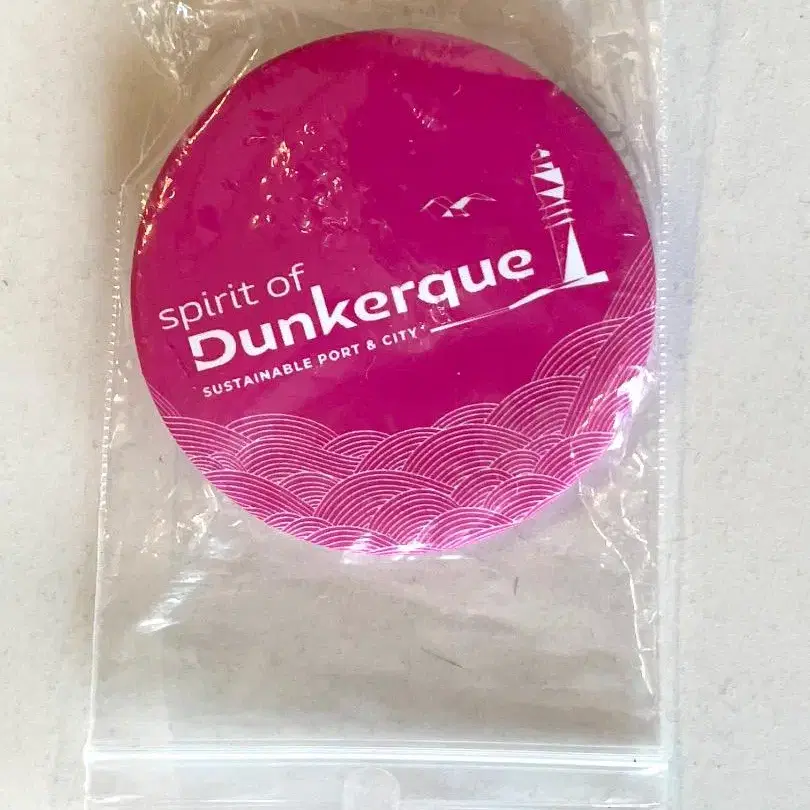 spirit of
Dunkerque
SUSTAINABLE PORT & CITY